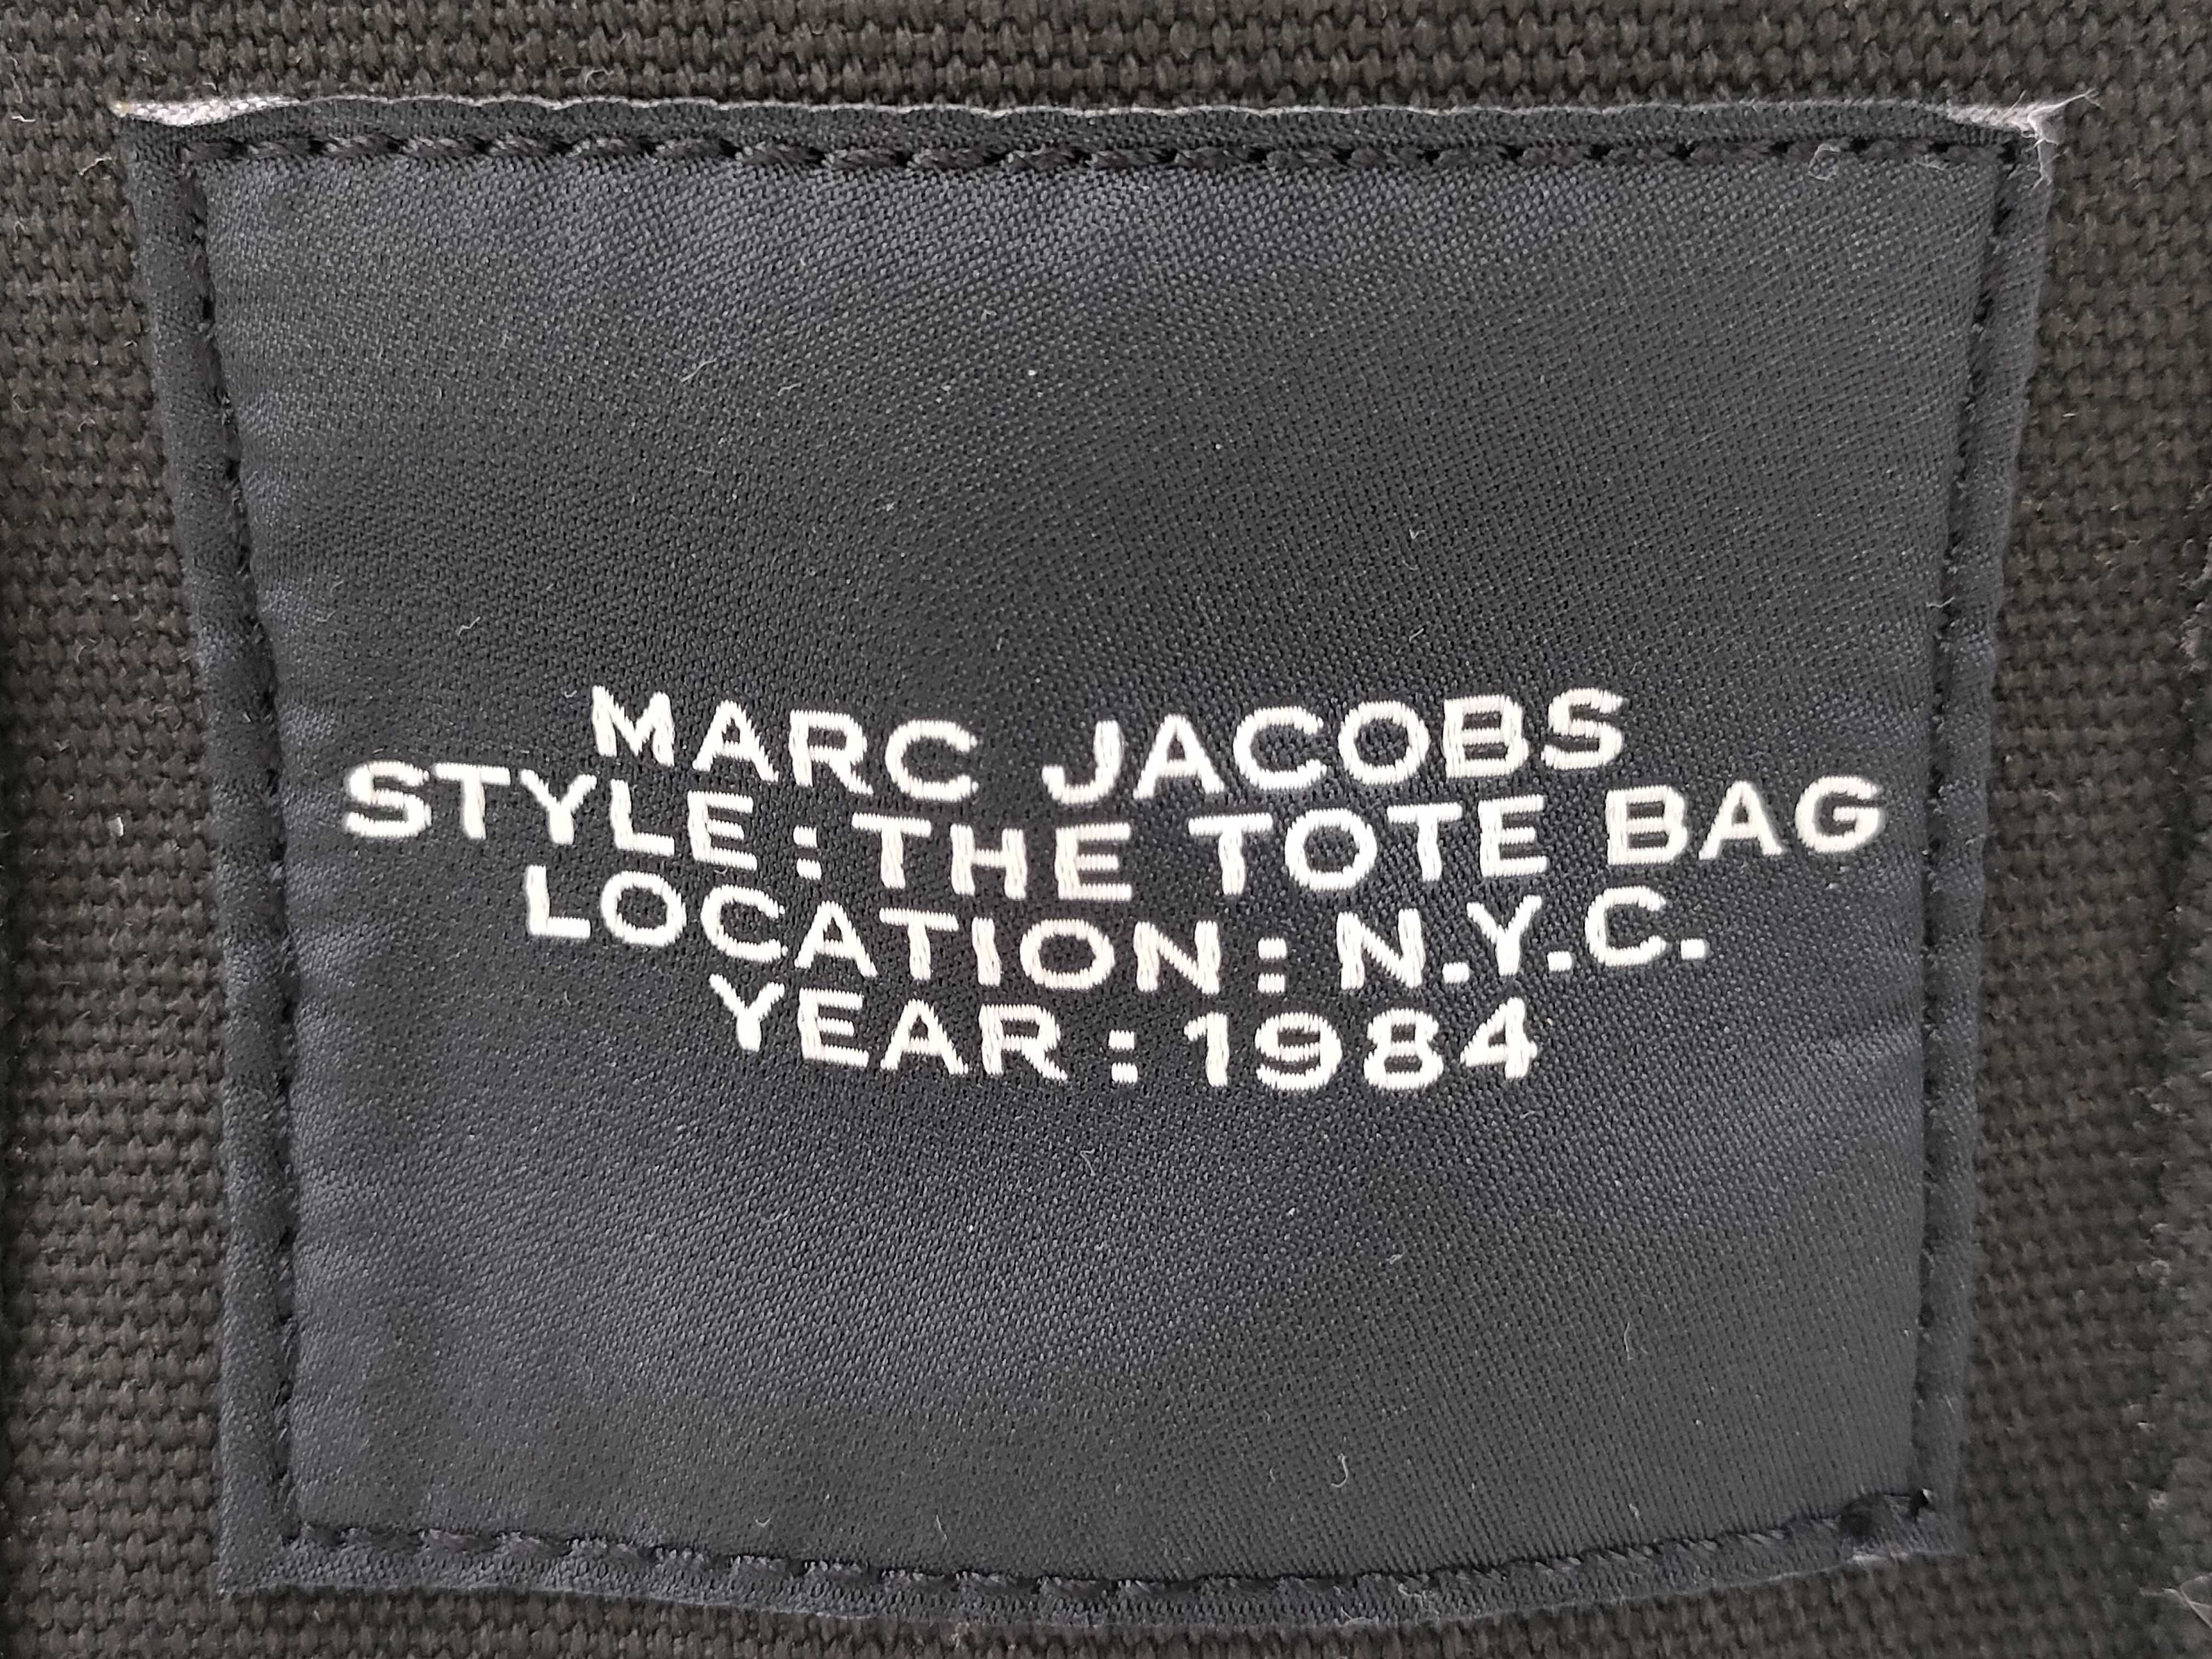 MARC JACOBS
STYLE : THE TOTE BAG
LOCATION : N.Y.C.
YEAR : 1984